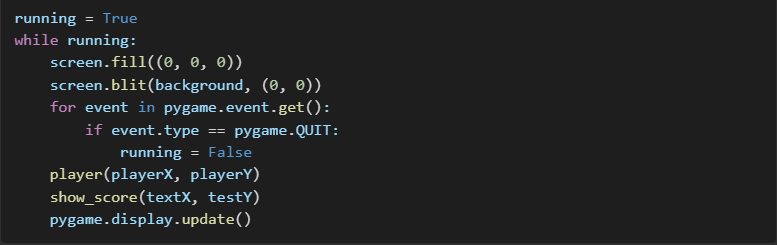 running = True
while running:
    screen.fill((0, 0, 0))
    screen.blit(background, (0, 0))
    for event in pygame.event.get():
        if event.type == pygame.QUIT:
            running = False
    player(playerX, playerY)
    show_score(textX, testY)
    pygame.display.update()